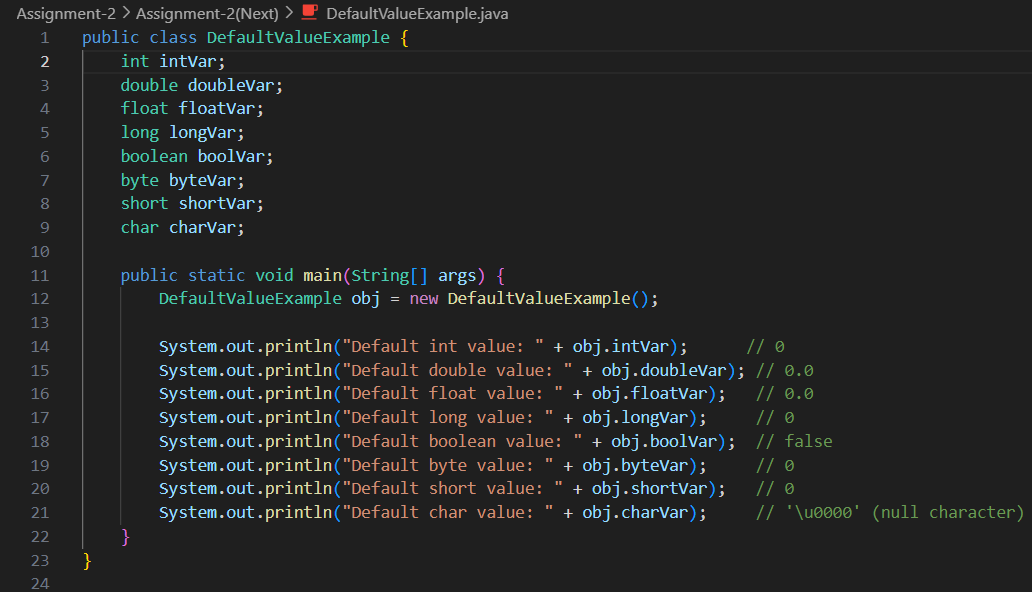 Assignment-2 > Assignment-2(Next) > DefaultValueExample.java
1 public class DefaultValueExample {
2     int intVar;
3     double doubleVar;
4     float floatVar;
5     long longVar;
6     boolean boolVar;
7     byte byteVar;
8     short shortVar;
9     char charVar;
10
11     public static void main(String[] args) {
12         DefaultValueExample obj = new DefaultValueExample();
13
14         System.out.println("Default int value: " + obj.intVar);      // 0
15         System.out.println("Default double value: " + obj.doubleVar); // 0.0
16         System.out.println("Default float value: " + obj.floatVar);   // 0.0
17         System.out.println("Default long value: " + obj.longVar);     // 0
18         System.out.println("Default boolean value: " + obj.boolVar);  // false
19         System.out.println("Default byte value: " + obj.byteVar);     // 0
20         System.out.println("Default short value: " + obj.shortVar);   // 0
21         System.out.println("Default char value: " + obj.charVar);     // '\u0000' (null character)
22     }
23 }
24